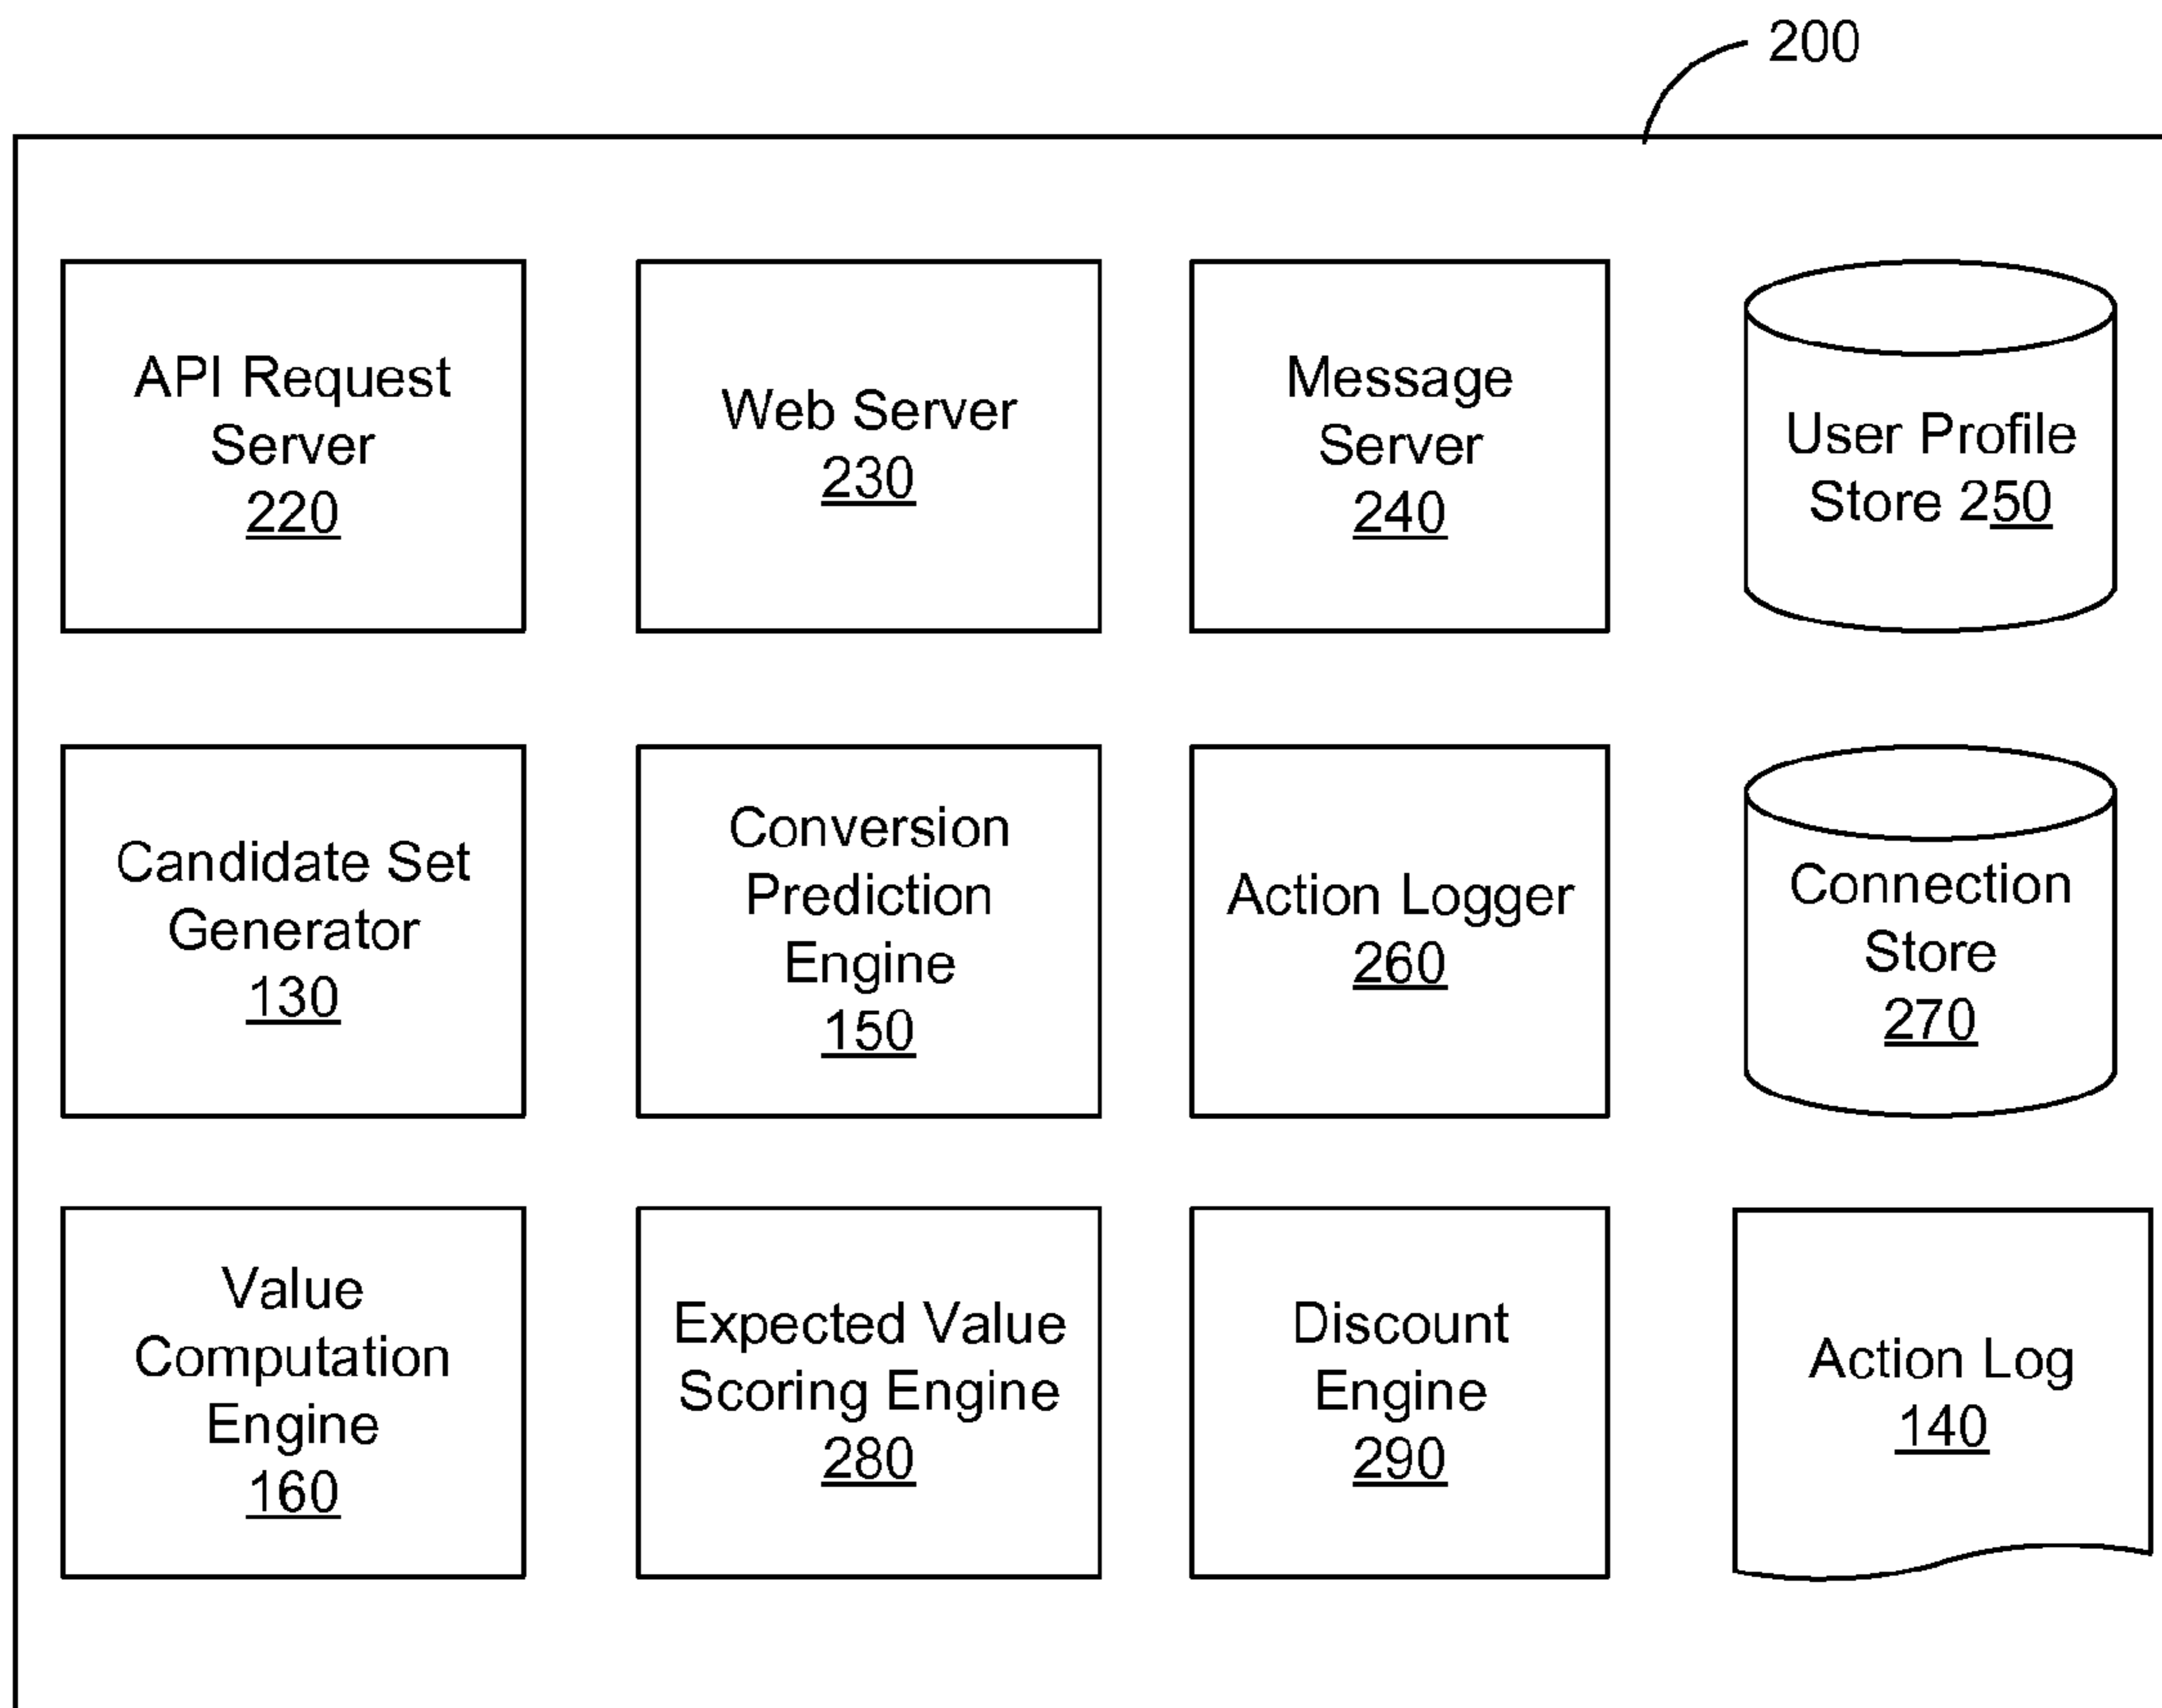 200
API Request
Server
220
Web Server
230
Message
Server
240
User Profile
Store 250
Candidate Set
Generator
130
Conversion
Prediction
Engine
150
Action Logger
260
Connection
Store
270
Value
Computation
Engine
160
Expected Value
Scoring Engine
280
Discount
Engine
290
Action Log
140